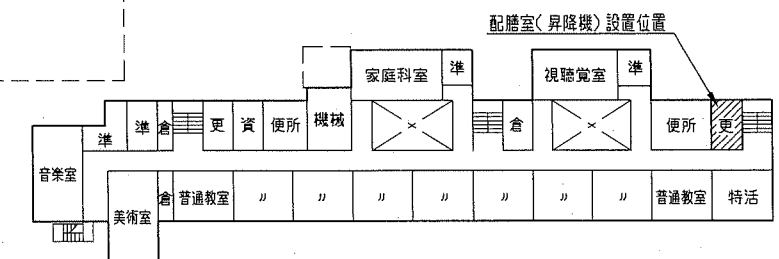 配膳室(昇降機)設置位置
家庭科室
準
視聴覚室
準
準
準
倉
更
資
便所
機械
倉
便所
更
音楽室
美術室
倉
普通教室
〃
〃
〃
〃
〃
〃
〃
普通教室
特活